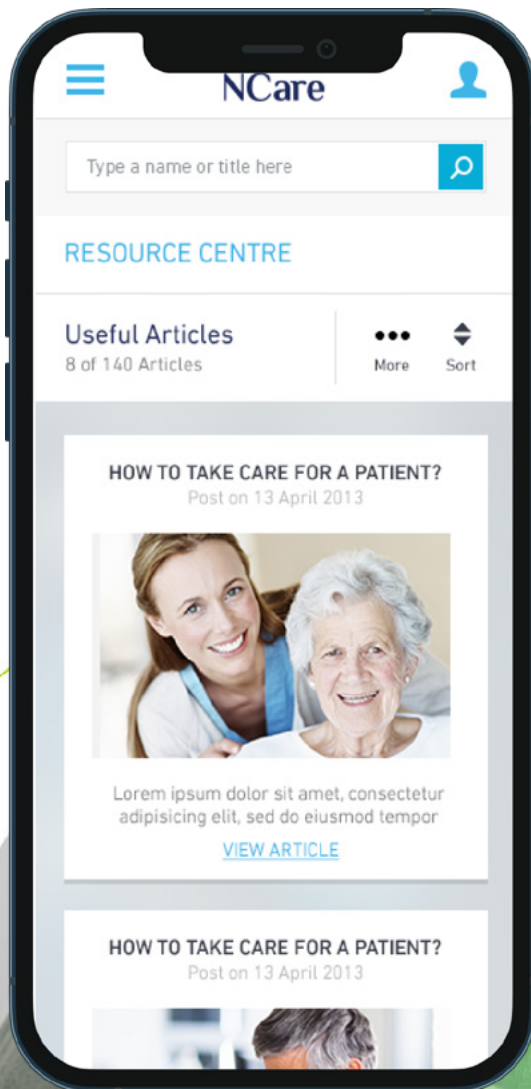 NCare
Type a name or title here
RESOURCE CENTRE
Useful Articles
8 of 140 Articles
More
Sort
HOW TO TAKE CARE FOR A PATIENT?
Post on 13 April 2013
Lorem ipsum dolor sit amet, consectetur
adipisicing elit, sed do eiusmod tempor
VIEW ARTICLE
HOW TO TAKE CARE FOR A PATIENT?
Post on 13 April 2013